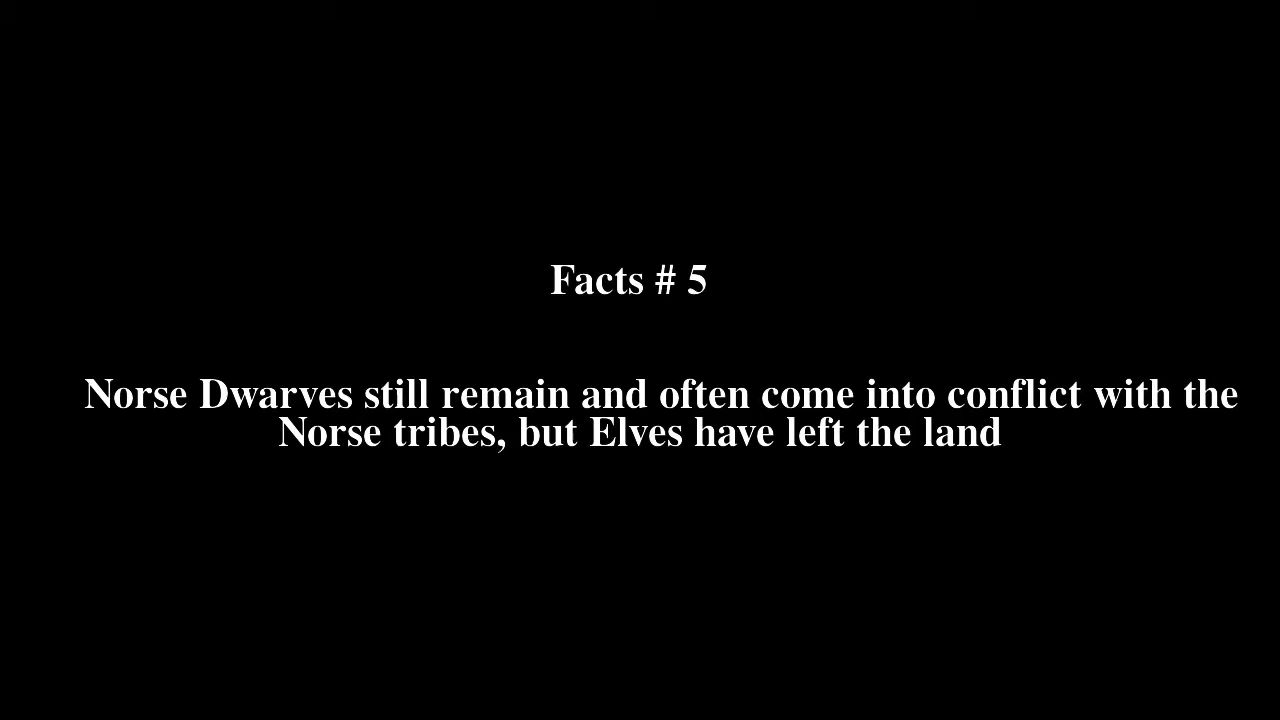 Facts # 5
Norse Dwarves still remain and often come into conflict with the
Norse tribes, but Elves have left the land